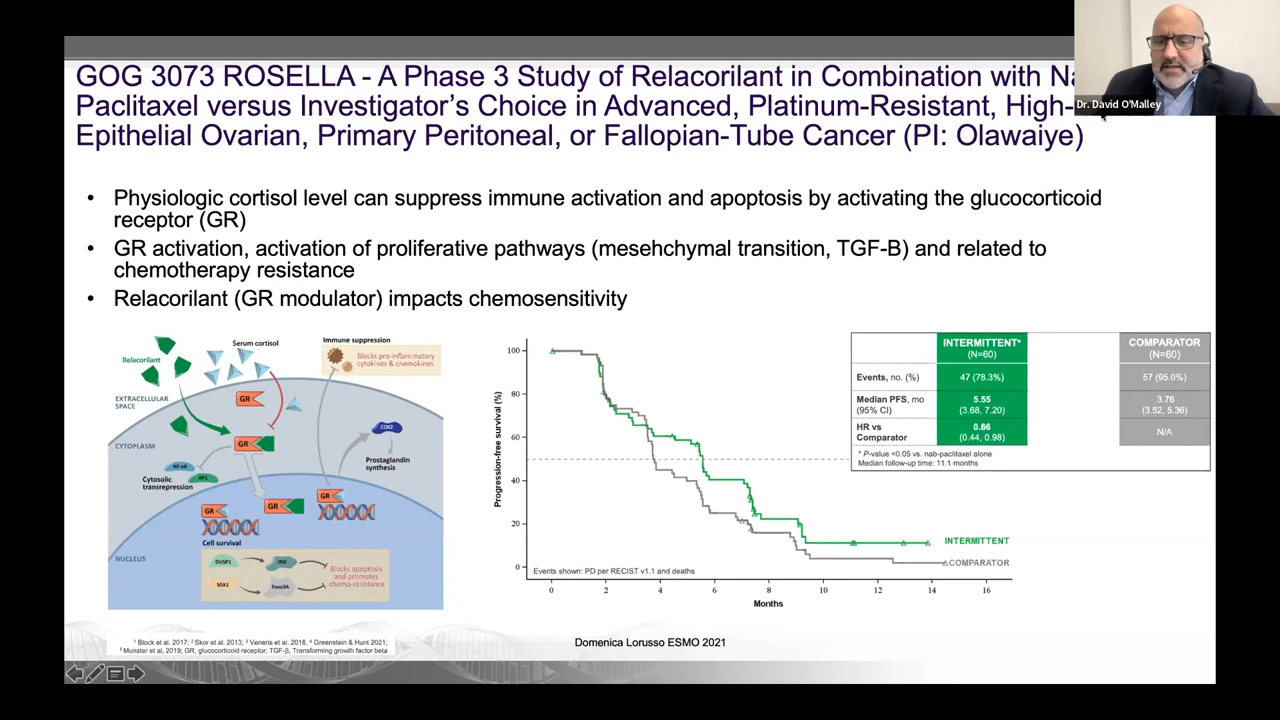 GOG 3073 ROSELLA - A Phase 3 Study of Relacorilant in Combination with
Paclitaxel versus Investigator's Choice in Advanced, Platinum-Resistant, High-
Epithelial Ovarian, Primary Peritoneal, or Fallopian-Tube Cancer (PI: Olawaiye)
Dr. David O'Malley
• Physiologic cortisol level can suppress immune activation and apoptosis by activating the glucocorticoid
receptor (GR)
• GR activation, activation of proliferative pathways (mesehchymal transition, TGF-B) and related to
chemotherapy resistance
• Relacorilant (GR modulator) impacts chemosensitivity
Relacorilant
Serum cortisol
Immune suppression
Blocks pro-inflammatory
cytokines & chemokines
EXTRACELLULAR
SPACE
GR
CYTOPLASM
GR
COX2
NF-κB
AP1
Cytosolic
transrepression
Prostaglandin
synthesis
GR
GR
GR
Cell survival
NUCLEUS
DUSP1
JNK
SGK1
Foxo3A
Blocks apoptosis
and promotes
chemo-resistance
Progression-free survival (%)
100
80
60
40
20
0
INTERMITTENT
COMPARATOR
Events shown: PD per RECIST v1.1 and deaths
0 2 4 6 8 10 12 14 16
Months
INTERMITTENT*
(N=60)
COMPARATOR
(N=60)
Events, no. (%) 47 (78.3%) 57 (95.0%)
Median PFS, mo
(95% CI)
5.55
(3.68, 7.20)
3.76
(3.52, 5.36)
HR vs
Comparator
0.66
(0.44, 0.98)
N/A
* P-value <0.05 vs. nab-paclitaxel alone
Median follow-up time: 11.1 months
1 Block et al. 2017; 2 Skor et al. 2013; 3 Veneris et al. 2018, 4 Greenstein & Hunt 2021;
5 Munster et al, 2019; GR, glucocorticoid receptor; TGF-β, Transforming growth factor beta
Domenica Lorusso ESMO 2021